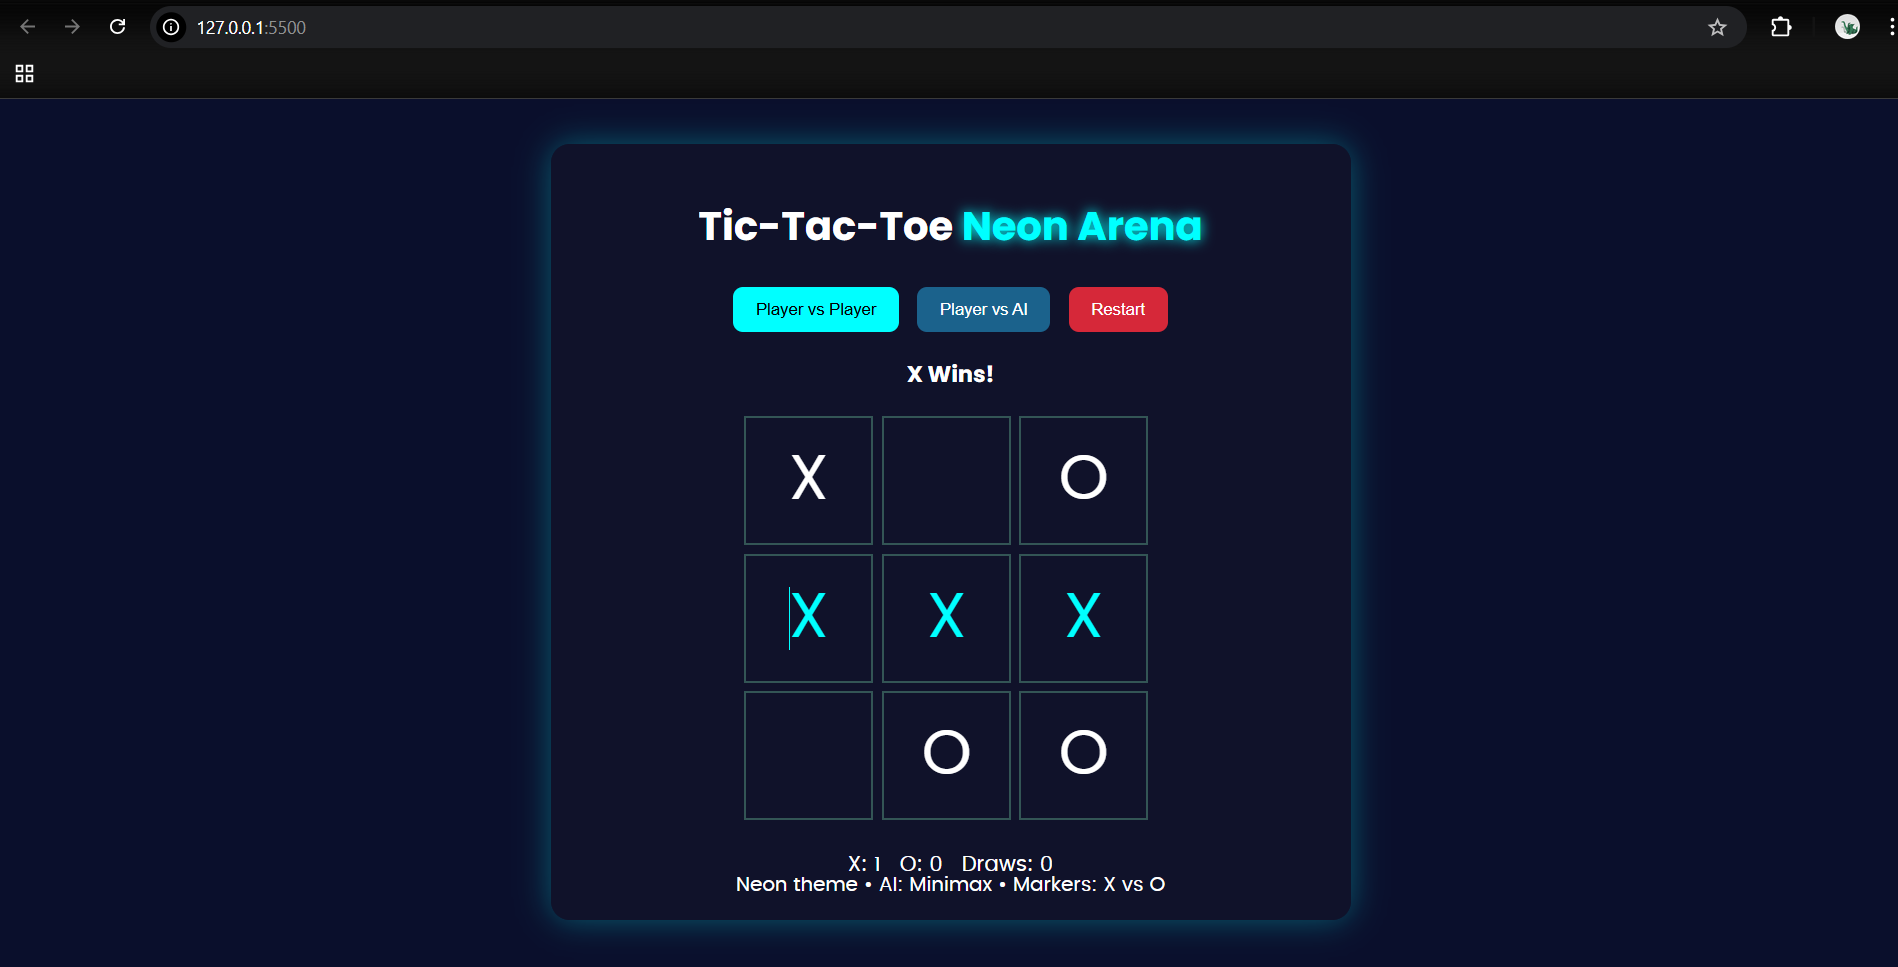 127.0.0.1:5500
Tic-Tac-Toe Neon Arena
Player vs Player Player vs AI Restart
X Wins!
X O
X X X
O O
X: 1 O: 0 Draws: 0
Neon theme • AI: Minimax • Markers: X vs O